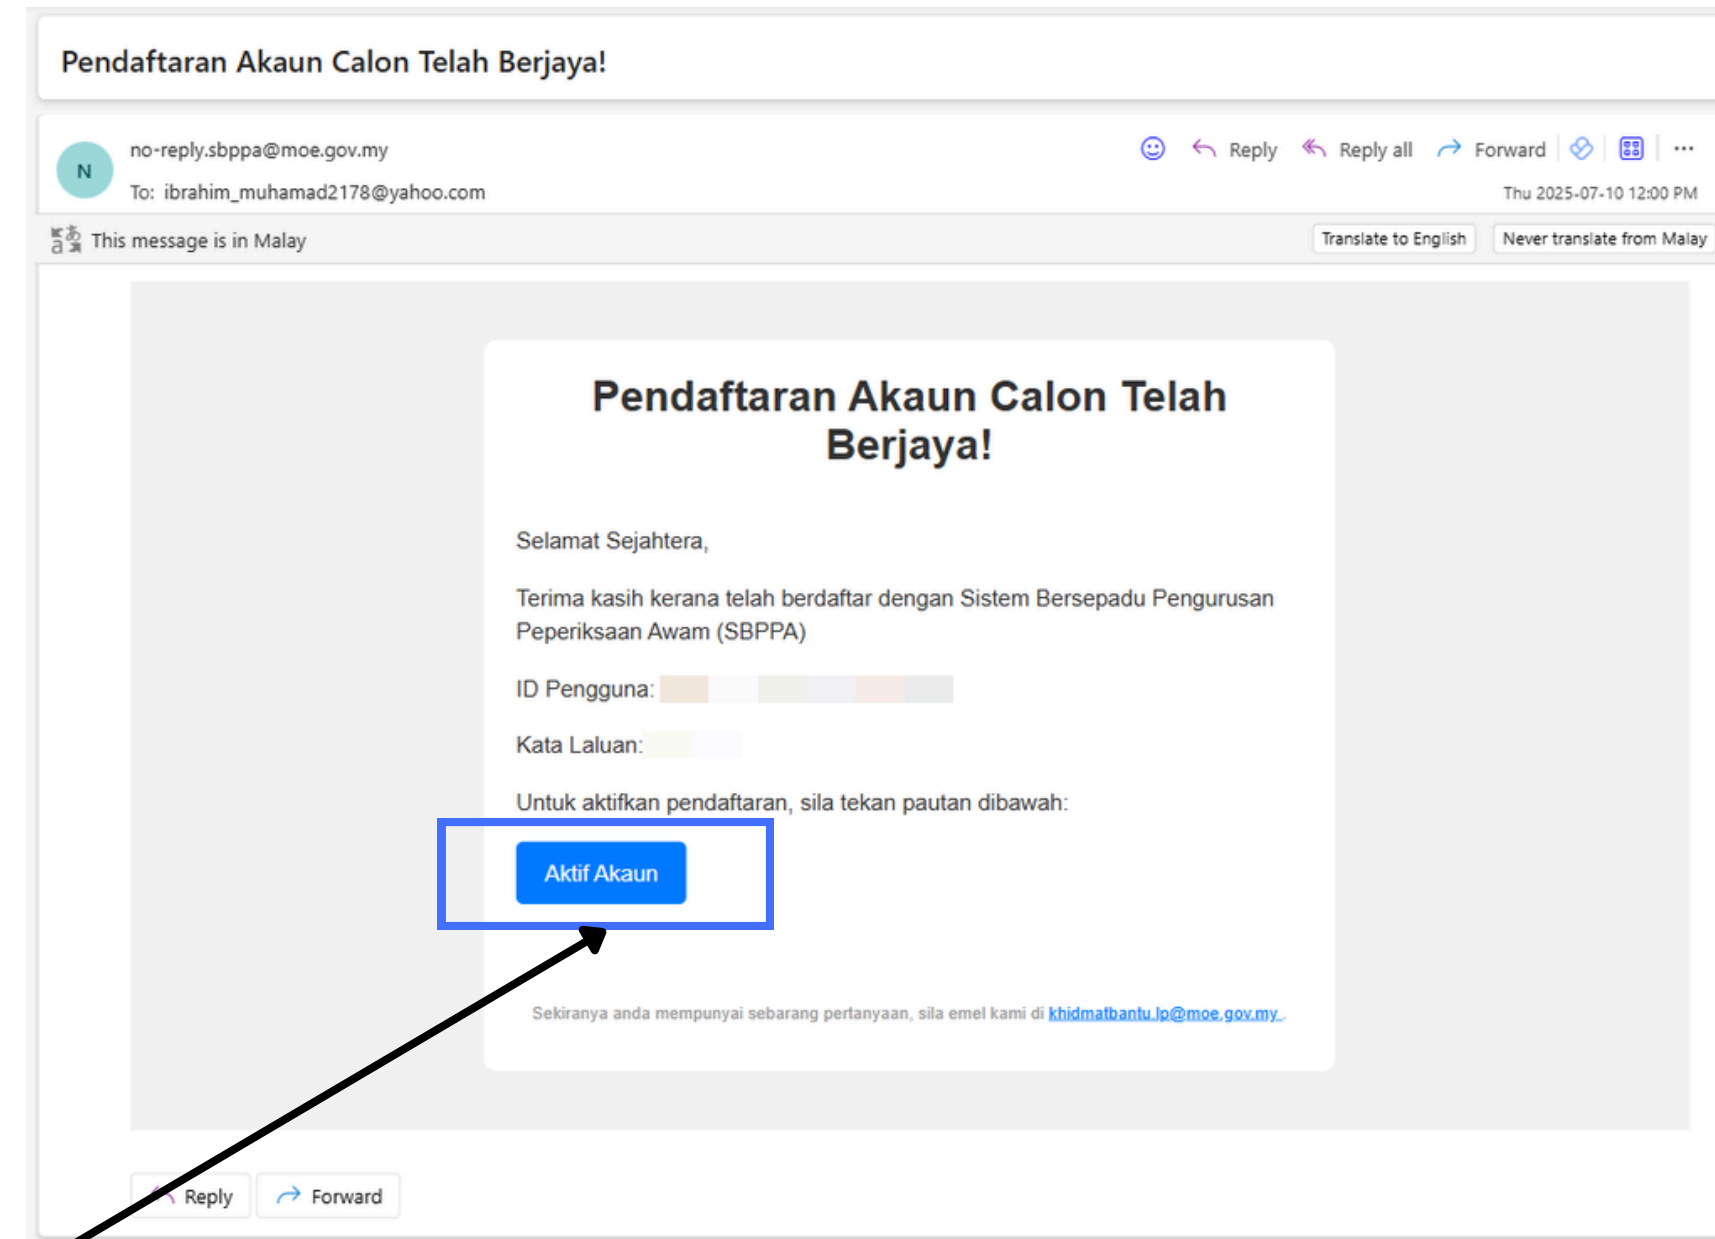 Pendaftaran Akaun Calon Telah Berjaya!
N
no-reply.sbppa@moe.gov.my
Reply
Reply all
Forward
To: ibrahim_muhamad2178@yahoo.com
Thu 2025-07-10 12:00 PM
This message is in Malay
Translate to English
Never translate from Malay
Pendaftaran Akaun Calon Telah
Berjaya!
Selamat Sejahtera,
Terima kasih kerana telah berdaftar dengan Sistem Bersepadu Pengurusan
Peperiksaan Awam (SBPPA)
ID Pengguna:
Kata Laluan:
Untuk aktifkan pendaftaran, sila tekan pautan dibawah:
Aktif Akaun
Sekiranya anda mempunyai sebarang pertanyaan, sila emel kami di khidmatbantu.lp@moe.gov.my .
Reply
Forward